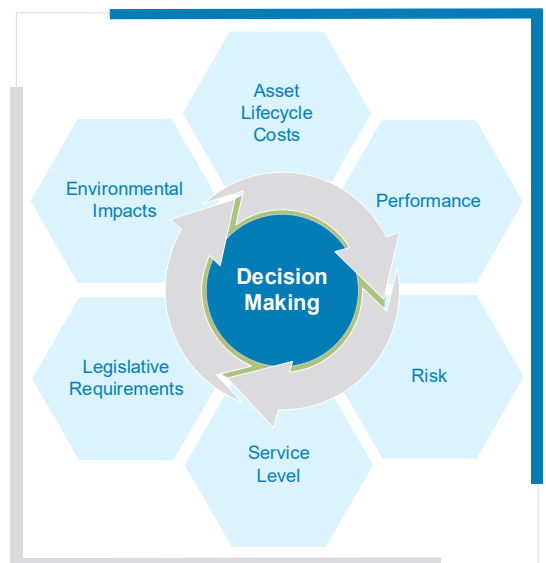 Asset
Lifecycle
Costs
Environmental
Impacts
Performance
Decision
Making
Legislative
Requirements
Risk
Service
Level